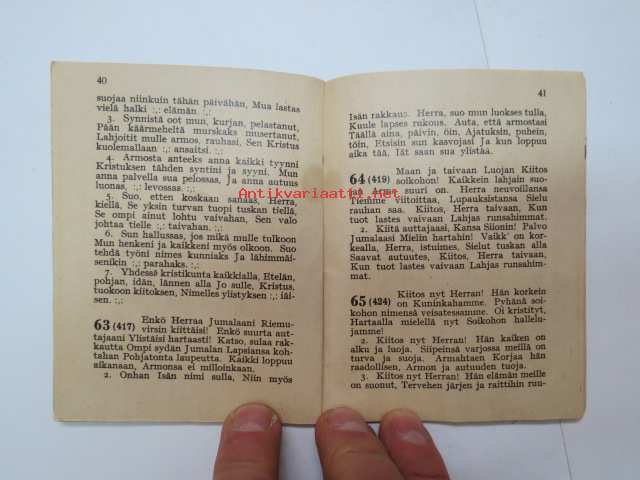 40
suojaa niinkuin tähän päivähän, Mua lastas
vielä halki :,: elämän :,:
3. Synnistä oot mun, kurjan, pelastanut,
Pään käärmeheltä murskaks musertanut,
Lahjoitit mulle armos, rauhasi, Sen Kristus
kuolemallaan :,: ansaitsi :,:
4. Armosta anteeks anna kaikki tyynni
Kristuksen tähden syntini ja syyni. Mun
anna palvella sua pelossas, Ja anna autuus
luonas, :,: levossas :,:
5. Suo, etten koskaan sanaas, Herra,
kiellä, Se yksin turvan tuopi tuskan tiellä,
Se ompi ainut lohtu vaivahan, Sen valo
johtaa tielle :,: taivahan. :,:
6. Sun hallussas, jos mikä mulle tulkoon
Mun henkeni ja kaikkeni myös olkoon. Suo
tehdä työni nimes kunniaks Ja lähimmäi-
senikin :,: parahaks. :,:
7. Yhdessä kristikunta kaikkialla, Etelän,
pohjan, idän, lännen alla Jo sulle, Kristus,
tuokoon kiitoksen, Nimelles ylistyksen :,: iäi-
sen. :,:
63 (417) Enkö Herraa Jumalaani Riemu-
virsin kiittäisi! Enkö suurta aut-
tajaani Ylistäisi hartaasti! Katso, sulaa rak-
kautta Ompi sydän Jumalan Lapsiansa koh-
tahan Pohjatonta laupeutta. Kaikki loppuu
aikanaan, Armonsa ei milloinkaan.
2. Onhan Isän nimi sulla, Niin myös
41
Isän rakkaus. Herra, suo mun luokses tulla,
Kuule lapses rukous. Auta, että armostasi
Täällä aina, päivin, öin, Ajatuksin, puhein,
töin, Etsisin sun kasvojasi Ja kun loppuu
aika tää, Iät saan sua ylistää.
64 (419) Maan ja taivaan Luojan Kiitos
soikohon! Kaikkein lahjain suo-
jan Armo suuri on. Herra neuvoillansa
Tiemme viitoittaa, Lupauksistansa Sielu
rauhan saa. Kiitos, Herra taivaan, Kun
tuot lastes vaivaan Lahjas runsahimmat.
2. Kiitä auttajaasi, Kansa Siionin! Palvo
Jumalaasi Mielin hartahin! Vaikk' on kor-
kealla, Herra, istuimes, Sielut tuskan alla
Saavat autuutes, Kiitos, Herra taivaan,
Kun tuot lastes vaivaan Lahjas runsahim-
mat.
65 (424) Kiitos nyt Herran! Hän korkein
on Kuninkahamme. Pyhänä soi-
kohon nimensä veisatessamme. Oi kristityt,
Hartaalla mielellä nyt Soikohon hallelu-
jamme!
2. Kiitos nyt Herran! Hän kaiken on
alku ja luoja. Siipeinsä varjossa meillä on
turva ja suoja. Armahtaen Korjaa hän
raadollisen, Armon ja autuuden tuoja.
3. Kiitos nyt Herran! Hän elämän meille
on suonut, Tervehen järjen ja raittihin ruu-
Antikvariaatti.net